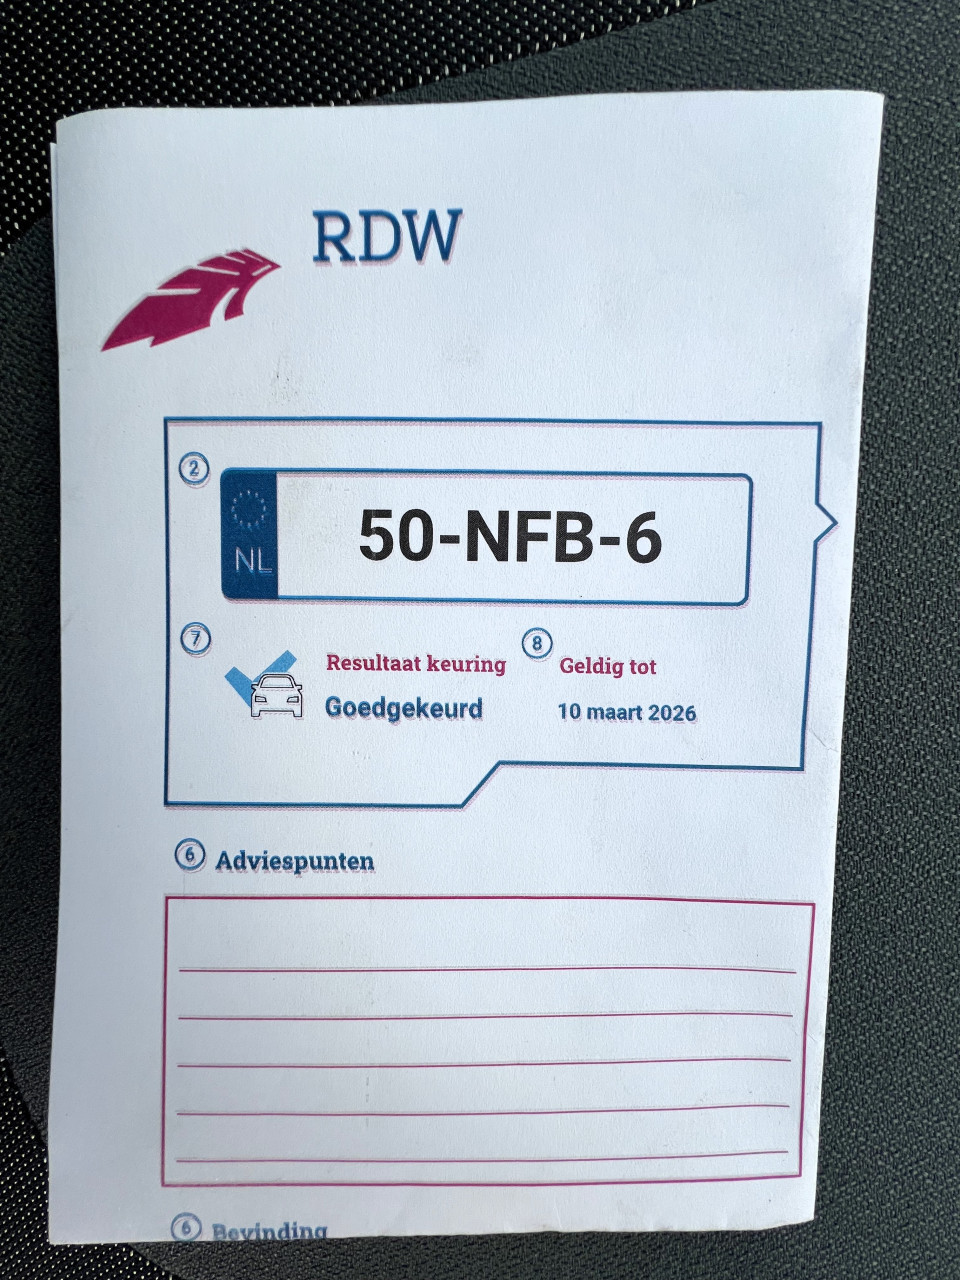 RDW
2
NL
50-NFB-6
7
Resultaat keuring
Goedgekeurd
8
Geldig tot
10 maart 2026
6 Adviespunten
6 Bevinding